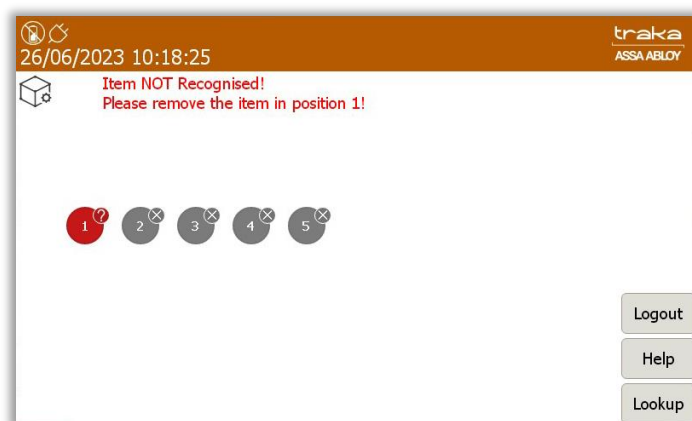 26/06/2023 10:18:25
traka
ASSA ABLOY
Item NOT Recognised!
Please remove the item in position 1!
1 ? 2 3 4 5
Logout
Help
Lookup